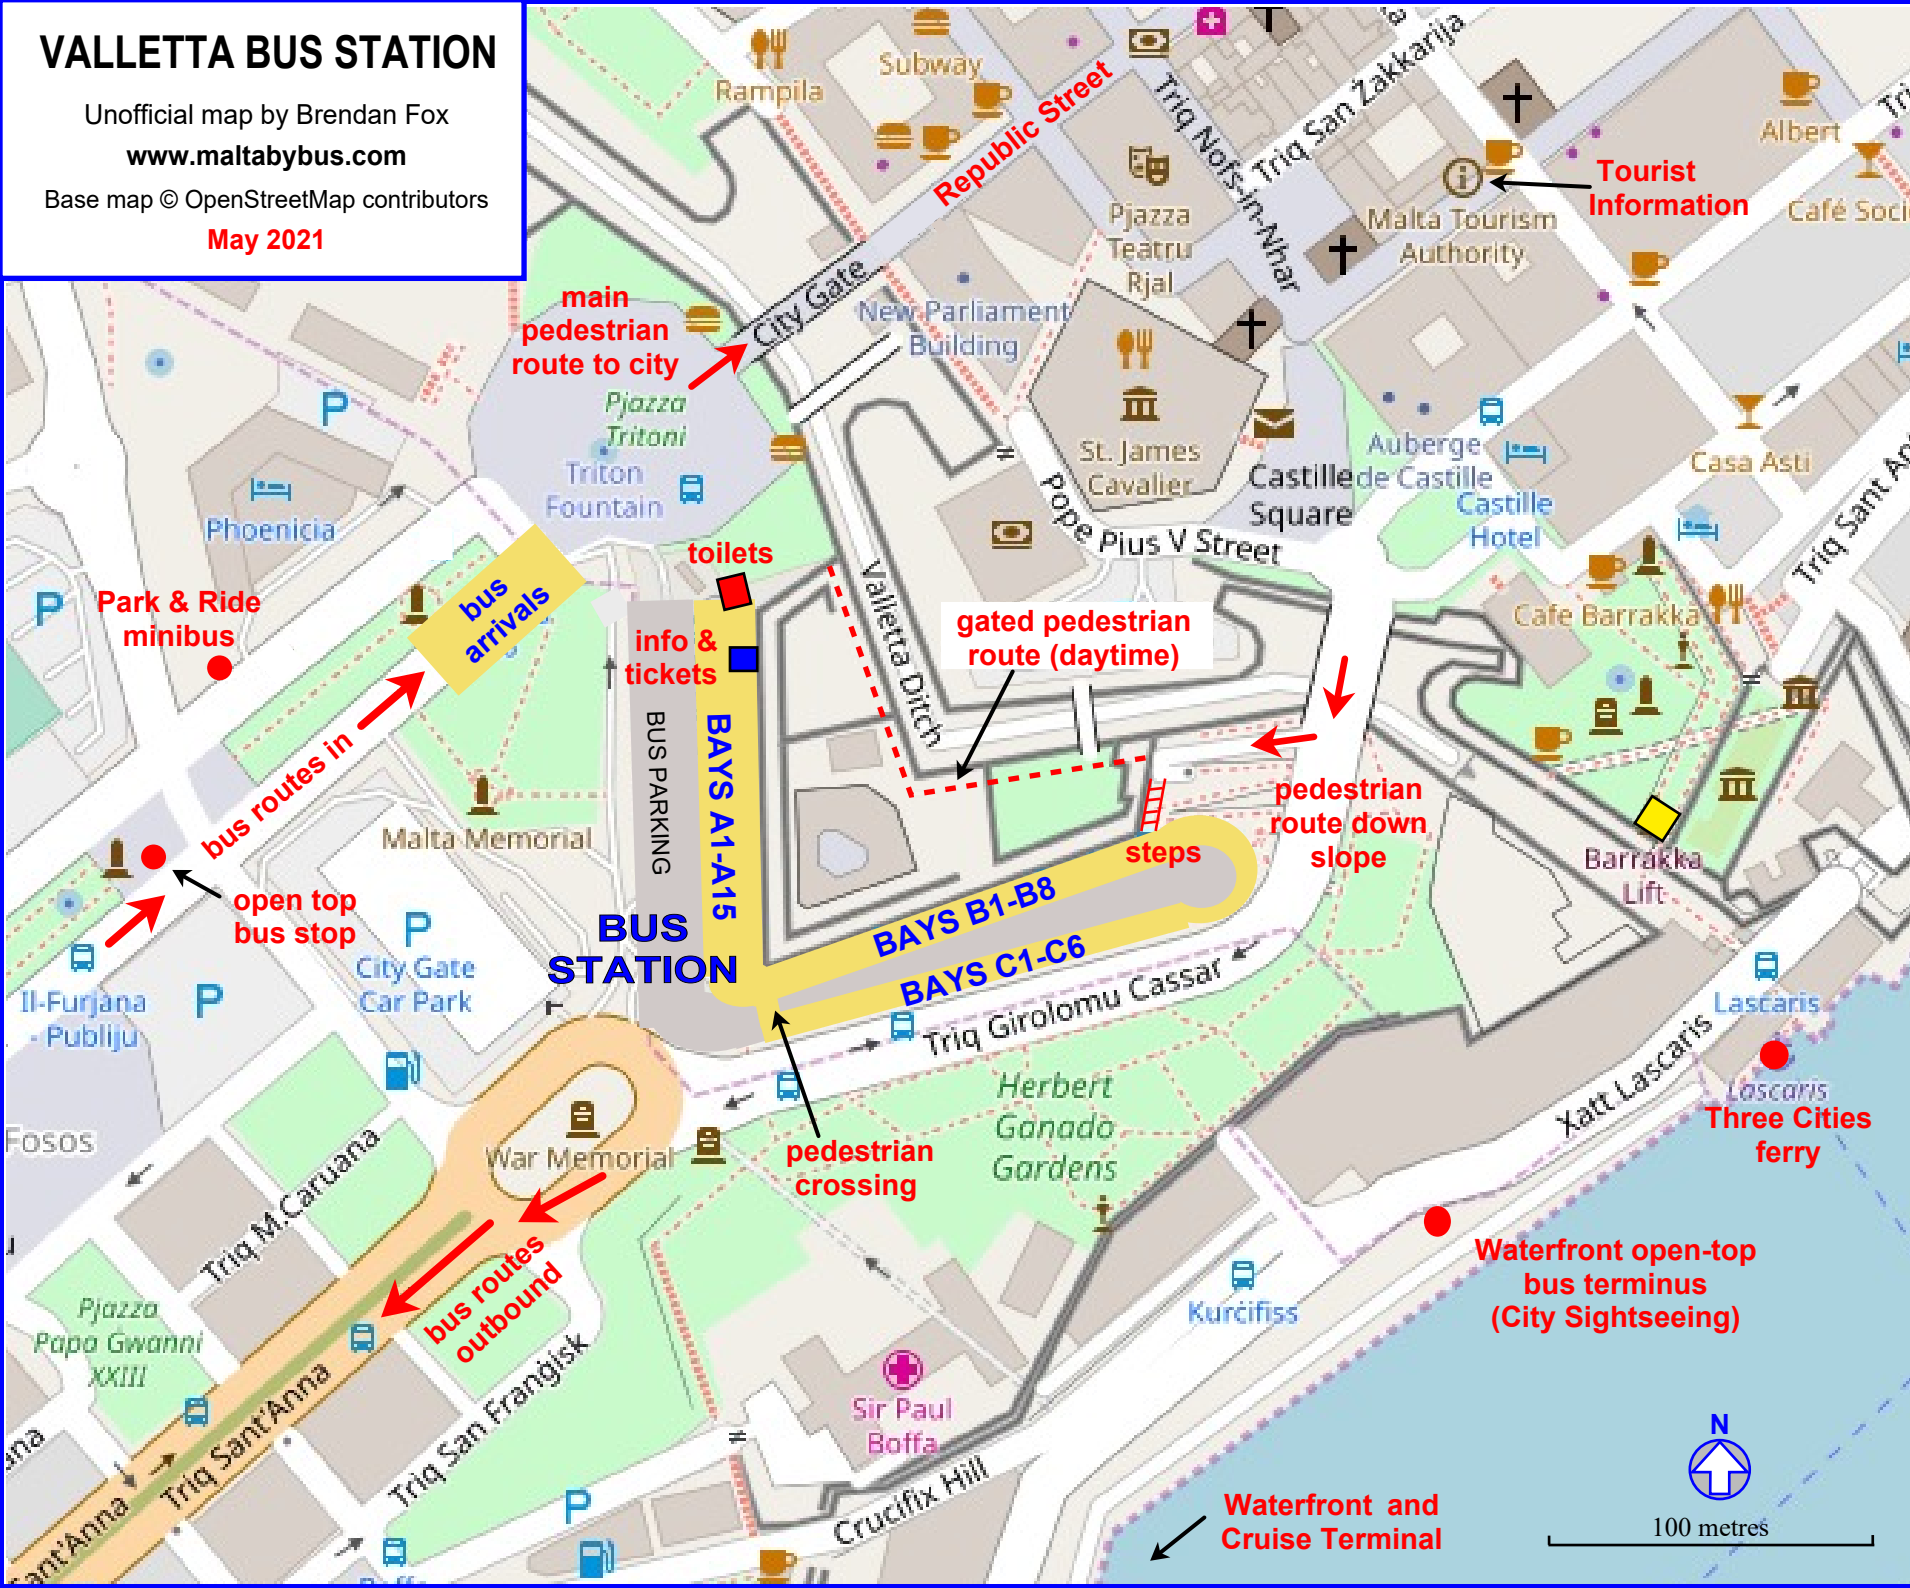 VALLETTA BUS STATION
Unofficial map by Brendan Fox
www.maltabybus.com
Base map © OpenStreetMap contributors
May 2021
Rampila
Subway
Republic Street
Triq Nofs-in-Nhar
Triq San Zakkarija
Albert
Tourist
Information
Malta Tourism
Authority
Café Soci
Pjazza
Teatru
Rjal
main
pedestrian
route to city
City Gate
New Parliament
Building
Pjazza
Tritoni
Triton
Fountain
P
Phoenicia
St. James
Cavalier
Castille
Square
Auberge
de Castille
Castille
Hotel
Casa Asti
Triq Sant An
Pope Pius V Street
Valletta Ditch
toilets
info &
tickets
bus
arrivals
P
Park & Ride
minibus
gated pedestrian
route (daytime)
Cafe Barrakka
BUS PARKING
BAYS A1-A15
bus routes in
Malta Memorial
pedestrian
route down
slope
steps
Barrakka
Lift
open top
bus stop
BUS
STATION
BAYS B1-B8
BAYS C1-C6
P
City Gate
Car Park
P
Il-Furjana
- Publiju
Triq Girolomu Cassar
Lascaris
Xatt Lascaris
Lascaris
Three Cities
ferry
Herbert
Ganado
Gardens
War Memorial
pedestrian
crossing
Fosos
Triq M.Caruana
bus routes
outbound
Waterfront open-top
bus terminus
(City Sightseeing)
Kurċifiss
Pjazza
Papa Gwanni
XXIII
Triq Sant'Anna
Triq San Franġisk
Sir Paul
Boffa
Crucifix Hill
P
Sant'Anna
Waterfront and
Cruise Terminal
N
100 metres